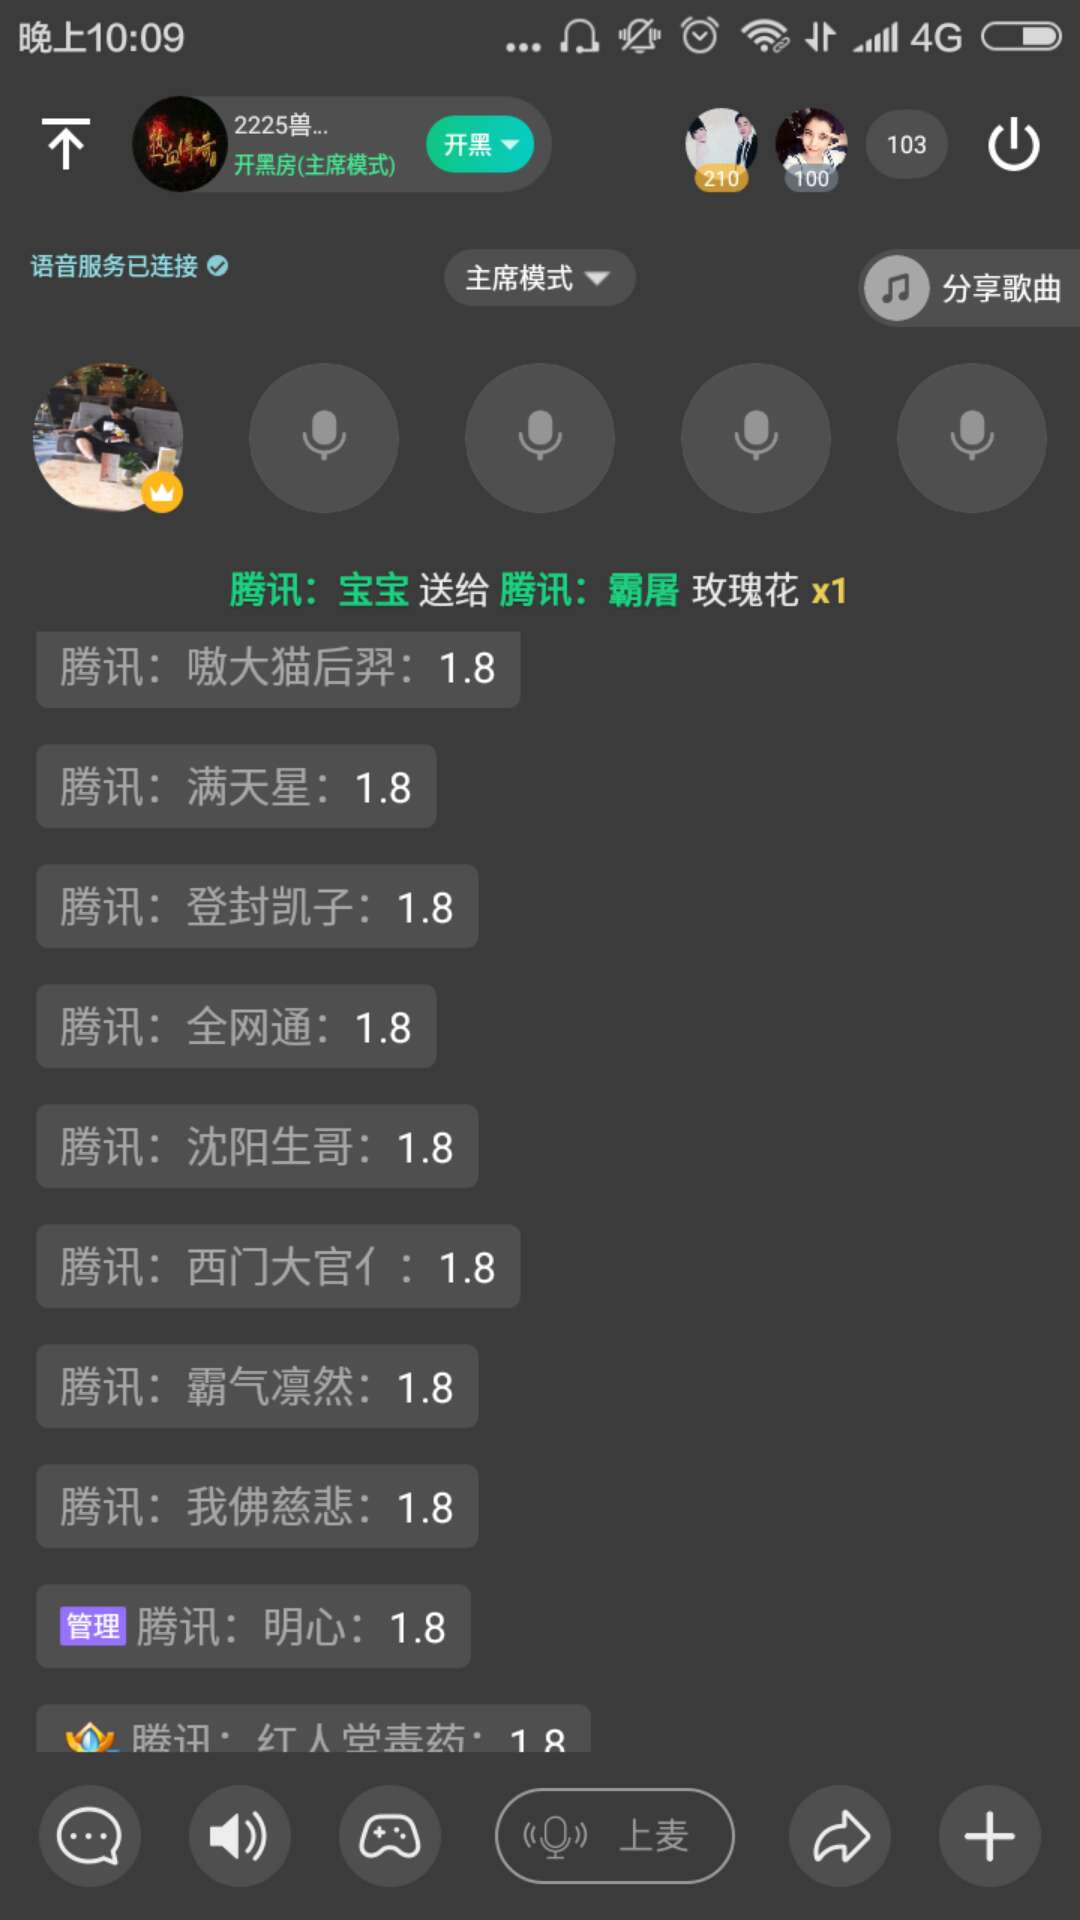 晚上10:09
4G
2225兽...
开黑房(主席模式)
开黑
210
100
103
语音服务已连接
主席模式
分享歌曲
腾讯：宝宝 送给 腾讯：霸屠 玫瑰花 x1
腾讯：嗷大猫后羿：1.8
腾讯：满天星：1.8
腾讯：登封凯子：1.8
腾讯：全网通：1.8
腾讯：沈阳生哥：1.8
腾讯：西门大官亻：1.8
腾讯：霸气凛然：1.8
腾讯：我佛慈悲：1.8
管理 腾讯：明心：1.8
腾讯：红人堂毒药：1.8
上麦